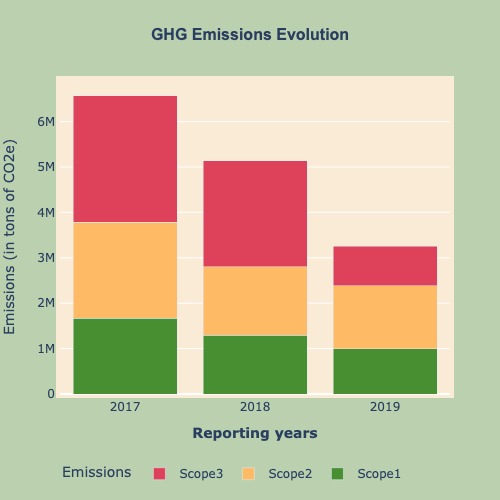 GHG Emissions Evolution
Emissions (in tons of CO2e)
6M
5M
4M
3M
2M
1M
0
2017 2018 2019
Reporting years
Emissions Scope3 Scope2 Scope1